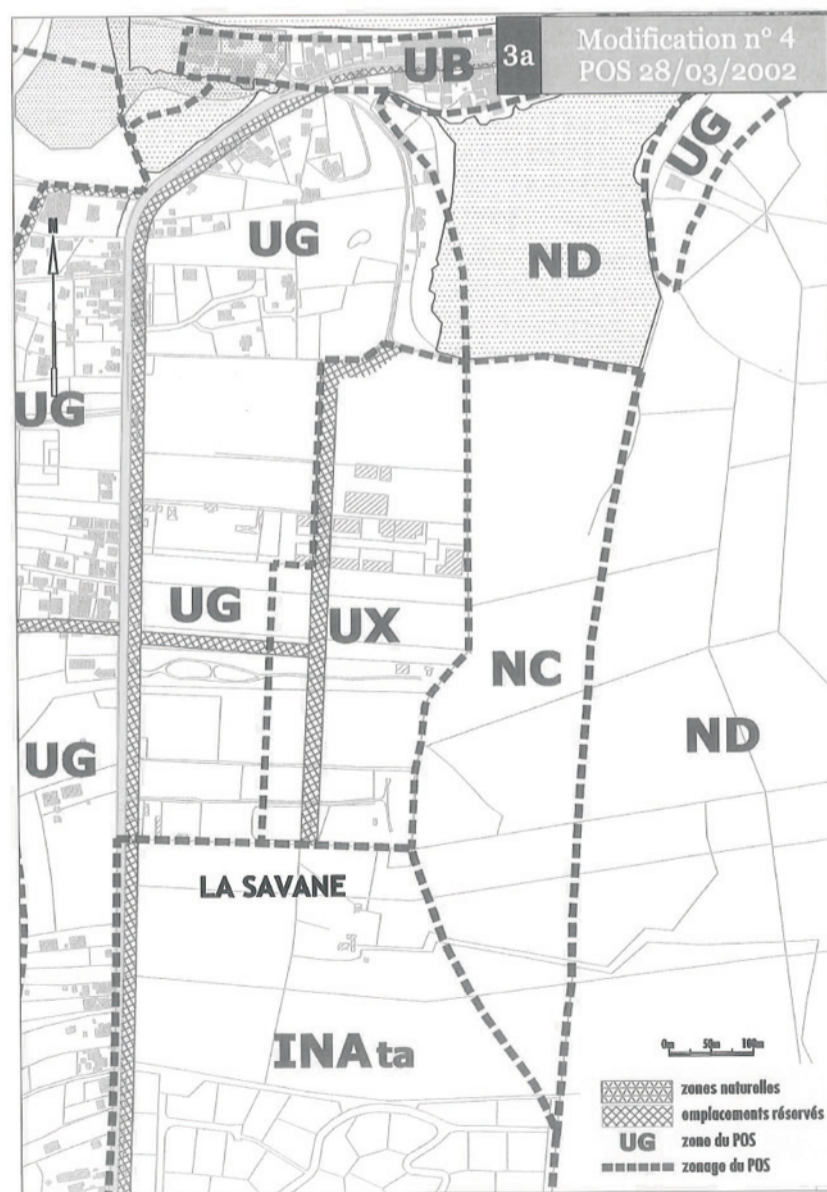 3a
Modification n° 4
POS 28/03/2002
UB
UG
N
UG
ND
UG
UG
UX
NC
UG
ND
LA SAVANE
INAta
0m 50m 100m
zones naturelles
emplacements réservés
UG zone du POS
zonage du POS